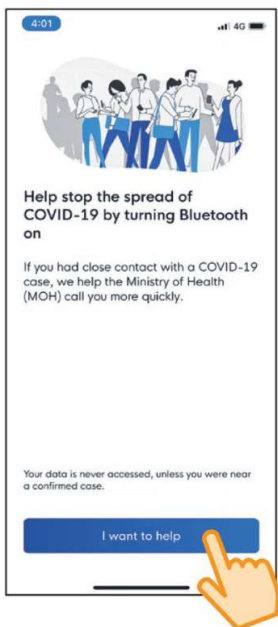 4:01
4G
Help stop the spread of
COVID-19 by turning Bluetooth
on
If you had close contact with a COVID-19
case, we help the Ministry of Health
(MOH) call you more quickly.
Your data is never accessed, unless you were near
a confirmed case.
I want to help